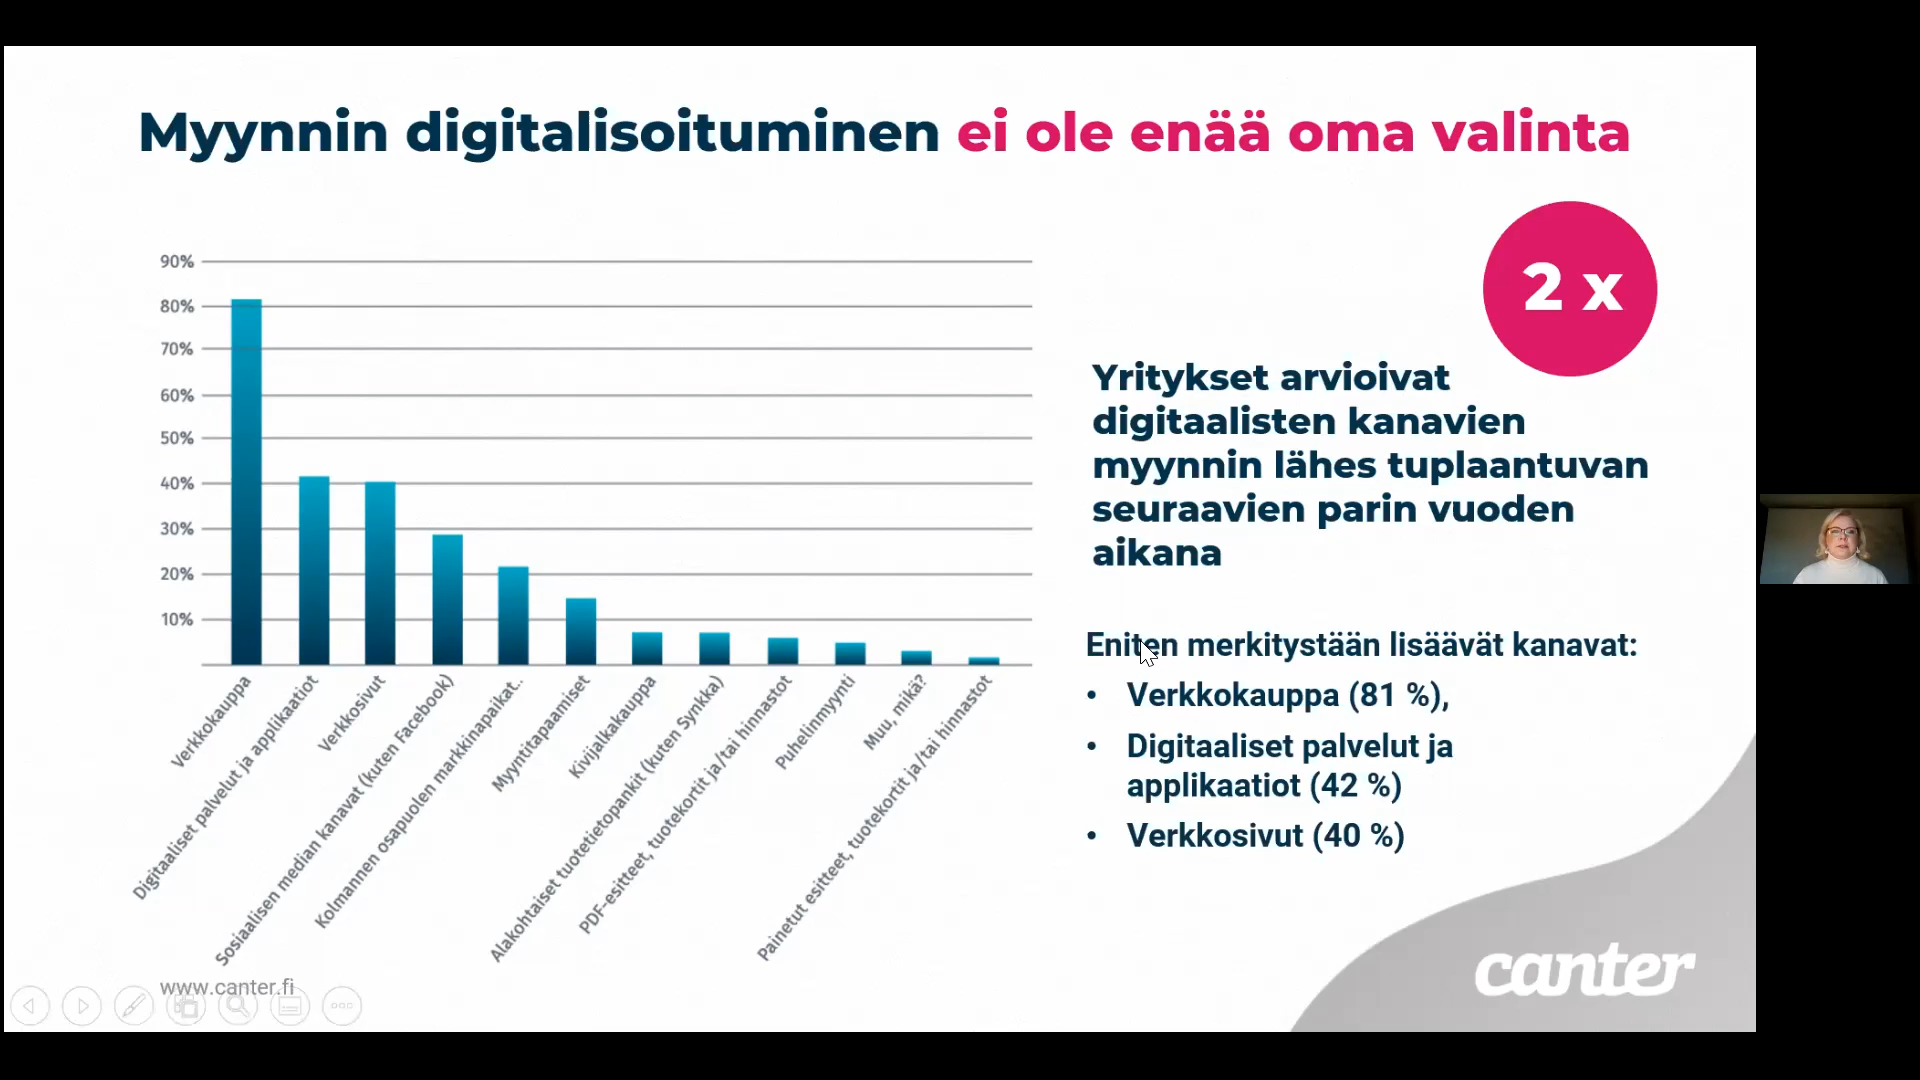 Myynnin digitalisoituminen ei ole enää oma valinta
2 x
90%
80%
70%
60%
50%
40%
30%
20%
10%
Verkkokauppa
Digitaaliset palvelut ja applikaatiot
Verkkosivut
Sosiaalisen median kanavat (kuten Facebook)
Kolmannen osapuolen markkinapaikat..
Myyntitapaamiset
Kivijalkakauppa
Alakohtaiset tuotetietopankit (kuten Synkka)
PDF-esitteet, tuotekortit ja/tai hinnastot
Puhelinmyynti
Muu, mikä?
Painetut esitteet, tuotekortit ja/tai hinnastot
Yritykset arvioivat
digitaalisten kanavien
myynnin lähes tuplaantuvan
seuraavien parin vuoden
aikana
Eniten merkitystään lisäävät kanavat:
• Verkkokauppa (81 %),
• Digitaaliset palvelut ja
applikaatiot (42 %)
• Verkkosivut (40 %)
www.canter.fi
canter